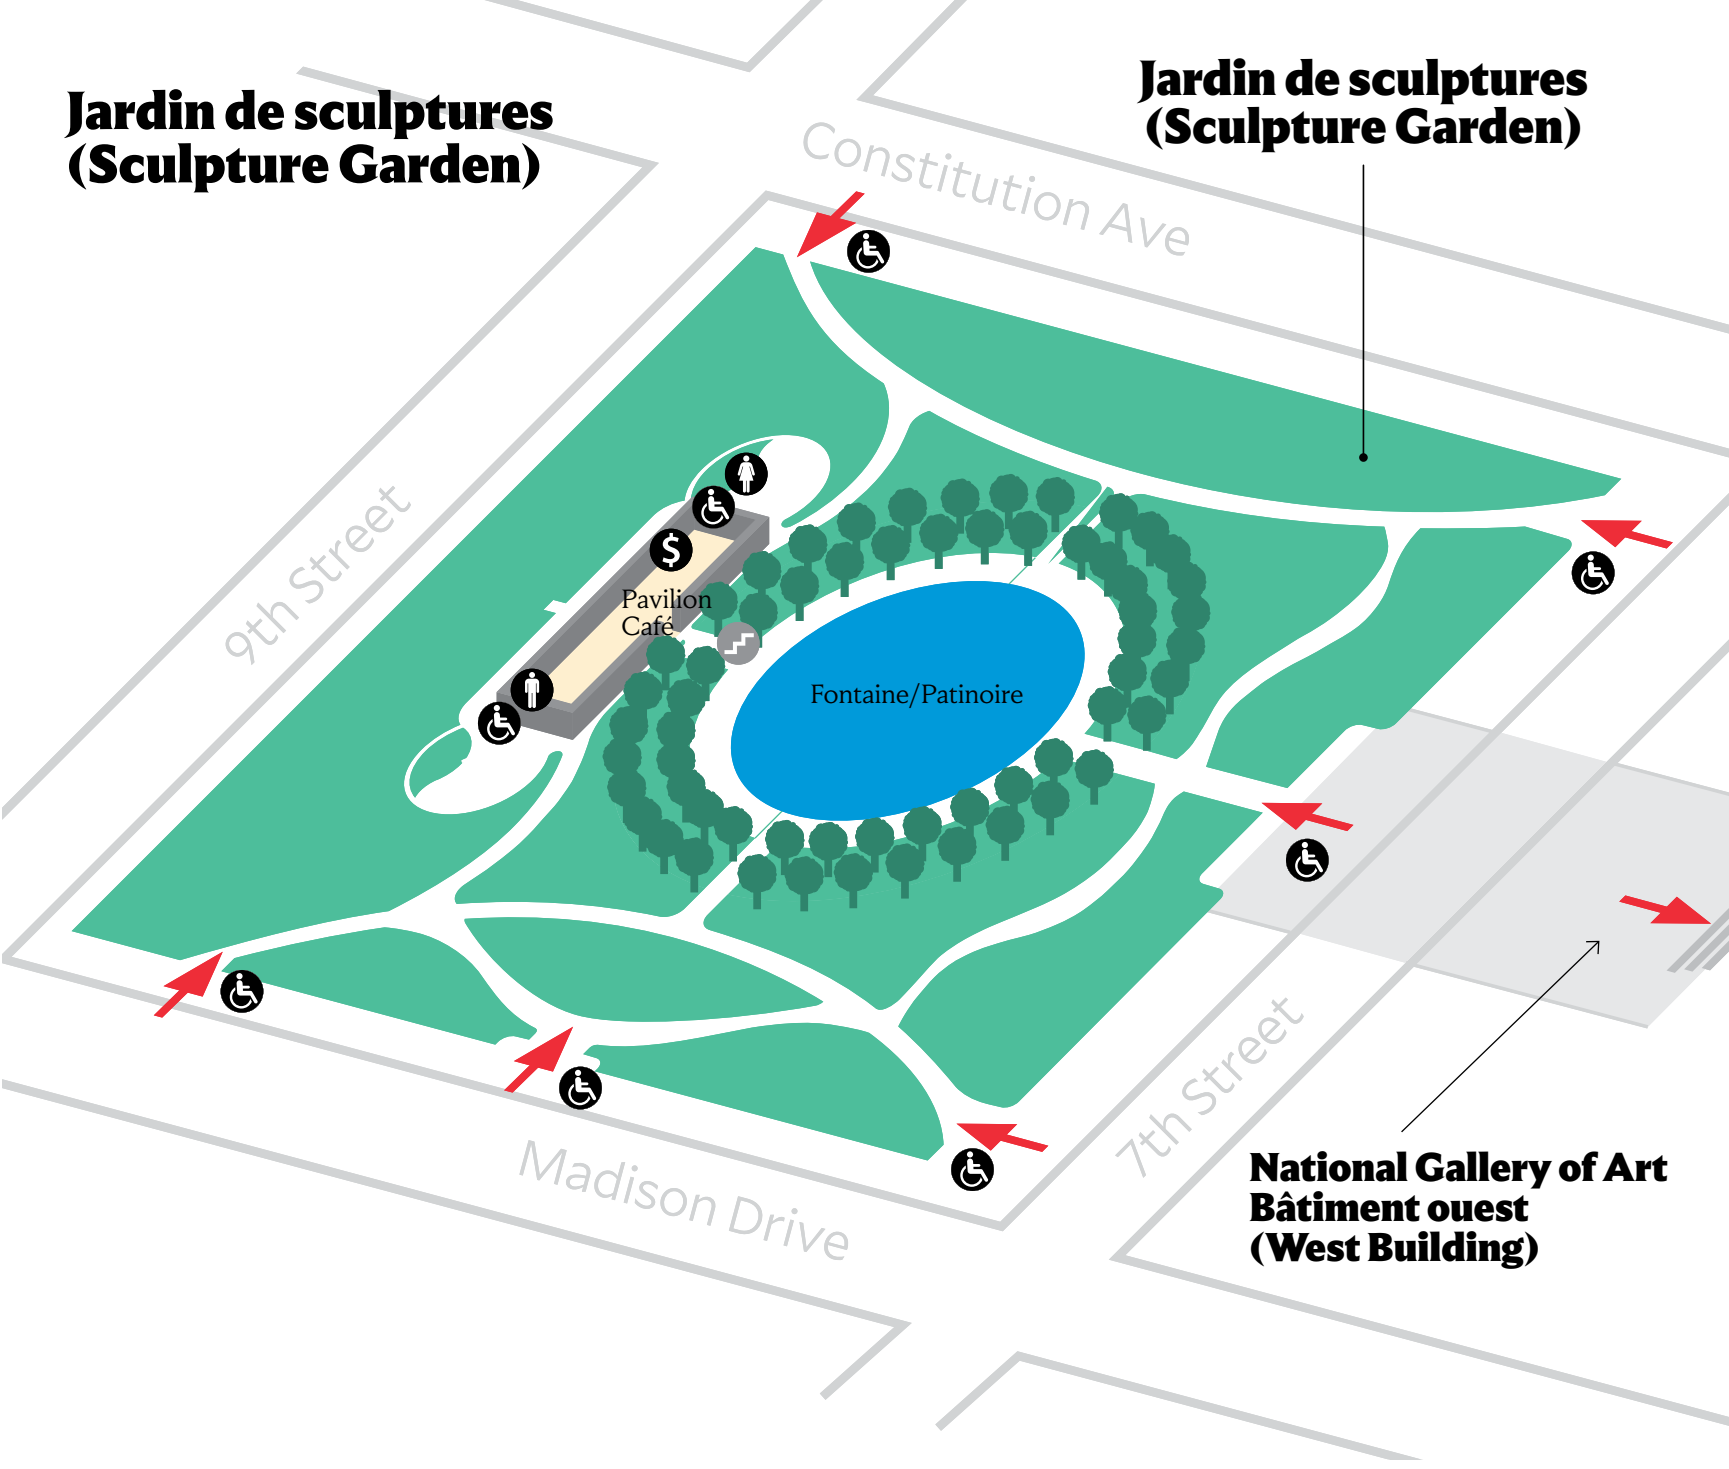 Jardin de sculptures
(Sculpture Garden)
Jardin de sculptures
(Sculpture Garden)
Constitution Ave
9th Street
$
Pavilion
Café
Fontaine/Patinoire
7th Street
Madison Drive
National Gallery of Art
Bâtiment ouest
(West Building)